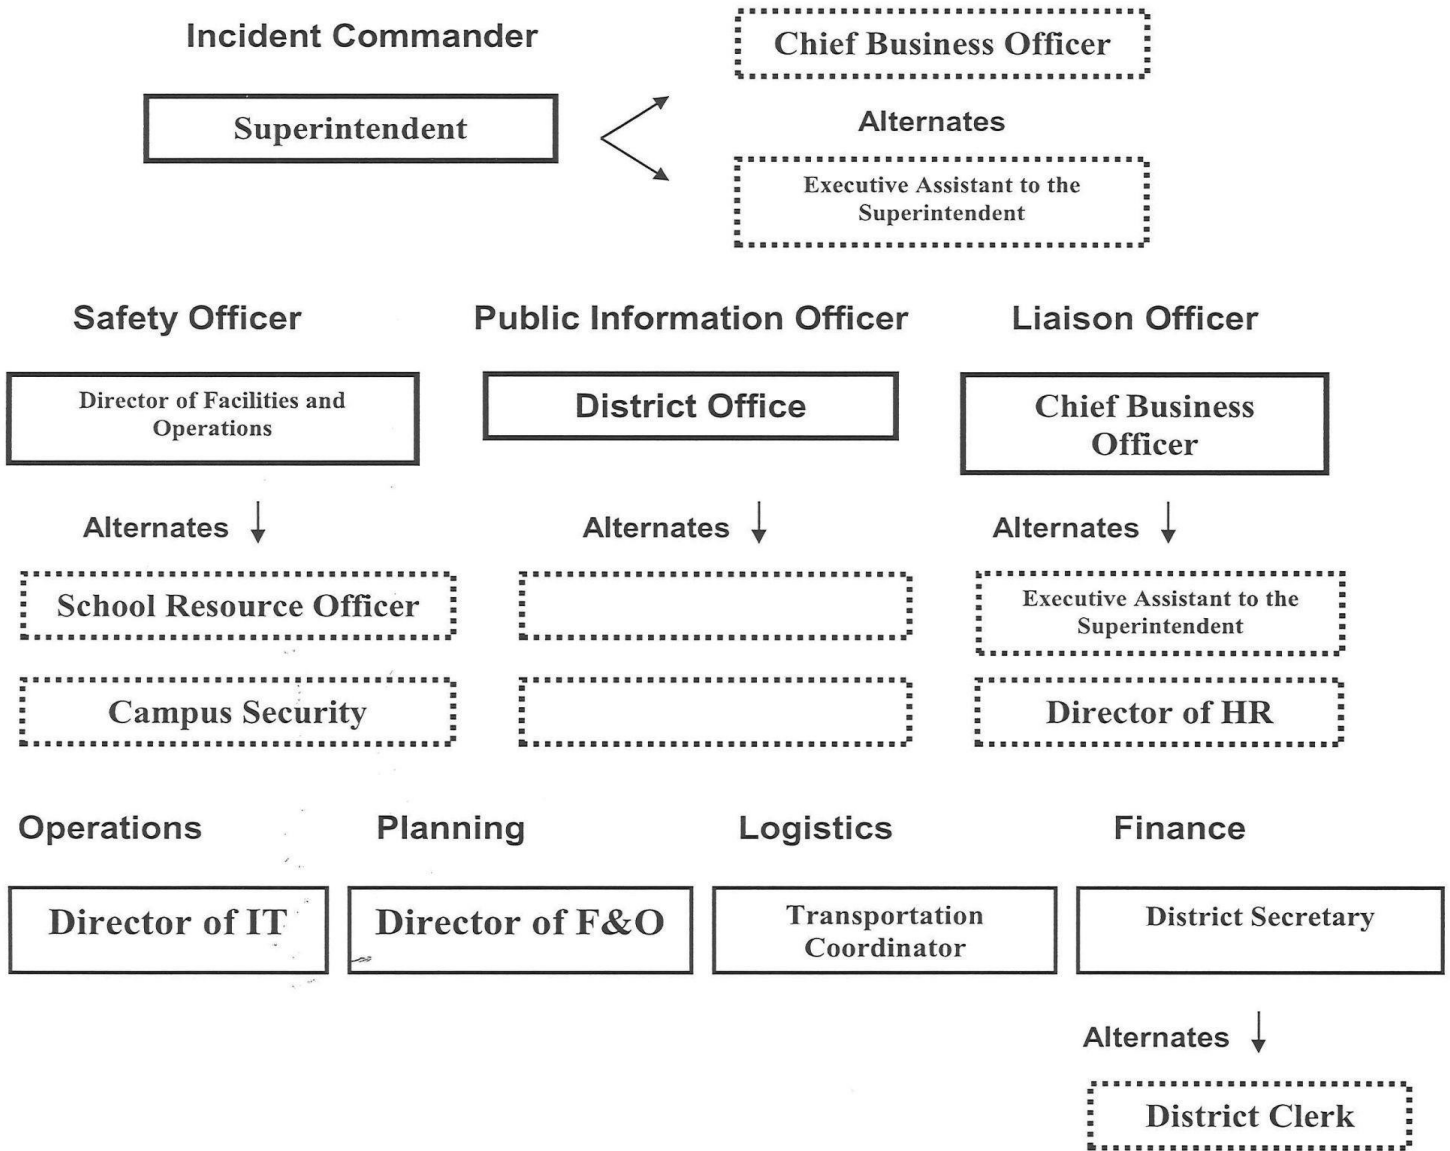 Incident Commander
Superintendent
Chief Business Officer
Alternates
Executive Assistant to the
Superintendent
Safety Officer
Director of Facilities and
Operations
Alternates
School Resource Officer
Campus Security
Public Information Officer
District Office
Alternates
Liaison Officer
Chief Business
Officer
Alternates
Executive Assistant to the
Superintendent
Director of HR
Operations
Director of IT
Planning
Director of F&O
Logistics
Transportation
Coordinator
Finance
District Secretary
Alternates
District Clerk